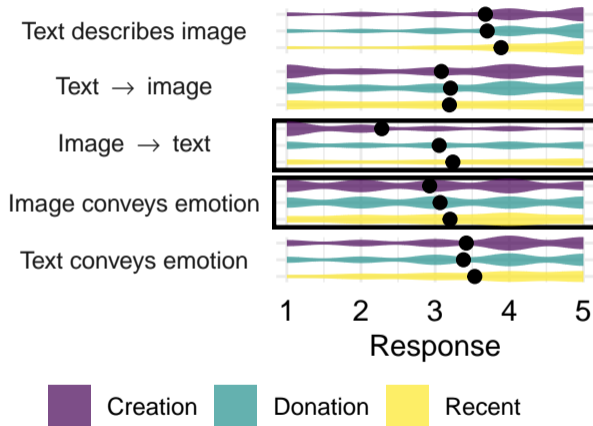 Text describes image
Text → image
Image → text
Image conveys emotion
Text conveys emotion
1 2 3 4 5
Response
Creation Donation Recent